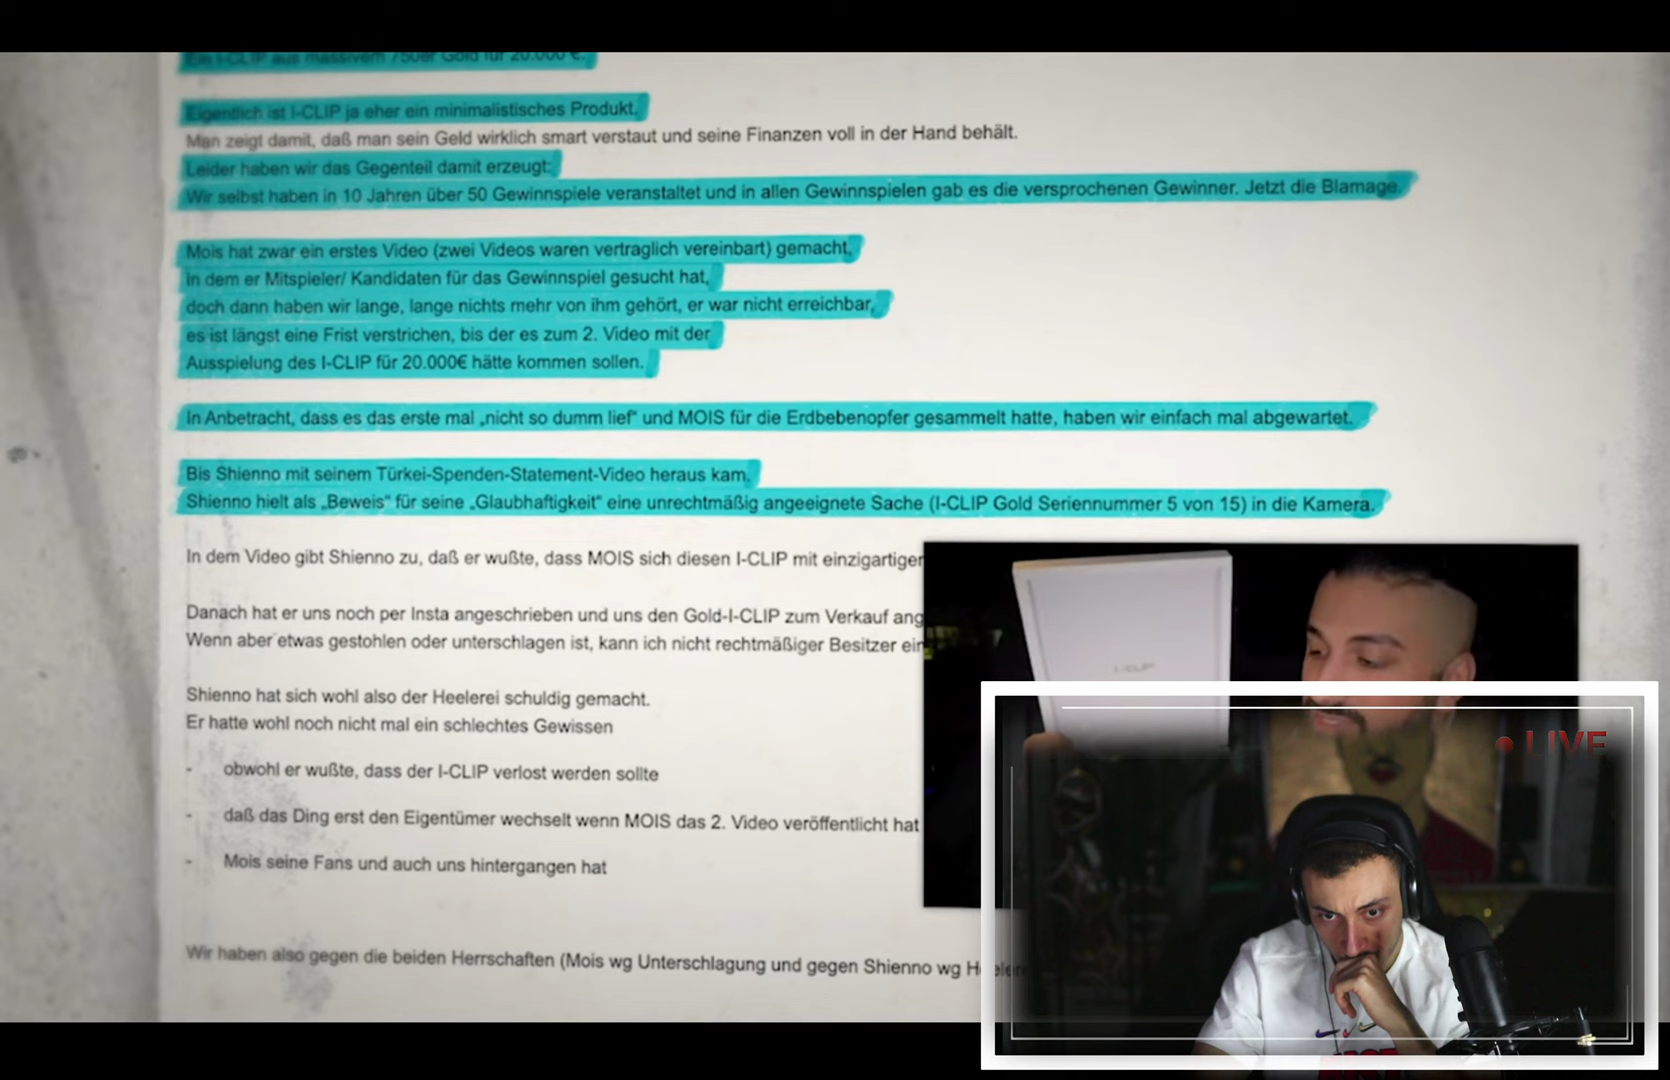 Ein I-CLIP aus massivem 750er Gold für 20.000 €.
Eigentlich ist I-CLIP ja eher ein minimalistisches Produkt.
Man zeigt damit, daß man sein Geld wirklich smart verstaut und seine Finanzen voll in der Hand behält.
Leider haben wir das Gegenteil damit erzeugt:
Wir selbst haben in 10 Jahren über 50 Gewinnspiele veranstaltet und in allen Gewinnspielen gab es die versprochenen Gewinner. Jetzt die Blamage.
Mois hat zwar ein erstes Video (zwei Videos waren vertraglich vereinbart) gemacht,
in dem er Mitspieler/ Kandidaten für das Gewinnspiel gesucht hat,
doch dann haben wir lange, lange nichts mehr von ihm gehört, er war nicht erreichbar,
es ist längst eine Frist verstrichen, bis der es zum 2. Video mit der
Ausspielung des I-CLIP für 20.000€ hätte kommen sollen.
In Anbetracht, dass es das erste mal „nicht so dumm lief“ und MOIS für die Erdbebenopfer gesammelt hatte, haben wir einfach mal abgewartet.
Bis Shienno mit seinem Türkei-Spenden-Statement-Video heraus kam.
Shienno hielt als „Beweis“ für seine „Glaubhaftigkeit“ eine unrechtmäßig angeeignete Sache (I-CLIP Gold Seriennummer 5 von 15) in die Kamera.
In dem Video gibt Shienno zu, daß er wußte, dass MOIS sich diesen I-CLIP mit einzigartiger
Danach hat er uns noch per Insta angeschrieben und uns den Gold-I-CLIP zum Verkauf ang
Wenn aber etwas gestohlen oder unterschlagen ist, kann ich nicht rechtmäßiger Besitzer ein
I-CLIP
Shienno hat sich wohl also der Heelerei schuldig gemacht.
Er hatte wohl noch nicht mal ein schlechtes Gewissen
LIVE
- obwohl er wußte, dass der I-CLIP verlost werden sollte
- daß das Ding erst den Eigentümer wechselt wenn MOIS das 2. Video veröffentlicht hat
- Mois seine Fans und auch uns hintergangen hat
Wir haben also gegen die beiden Herrschaften (Mois wg Unterschlagung und gegen Shienno wg Heeler